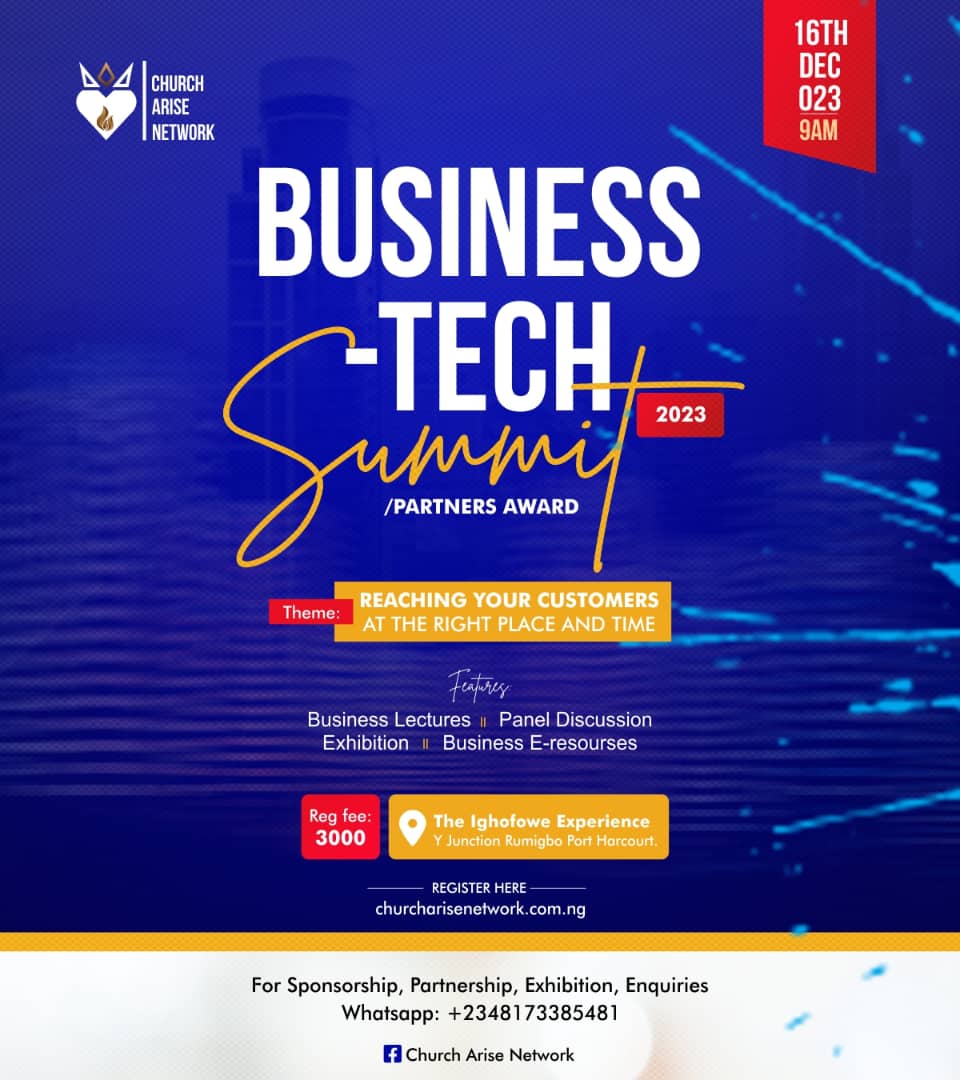 CHURCH
ARISE
NETWORK
16TH
DEC
023
9AM
BUSINESS
-TECH
Summit
2023
/PARTNERS AWARD
Theme:
REACHING YOUR CUSTOMERS
AT THE RIGHT PLACE AND TIME
Features:
Business Lectures || Panel Discussion
Exhibition || Business E-resourses
Reg fee:
3000
The Ighofowe Experience
Y Junction Rumigbo Port Harcourt.
REGISTER HERE
churcharisenetwork.com.ng
For Sponsorship, Partnership, Exhibition, Enquiries
Whatsapp: +2348173385481
Church Arise Network